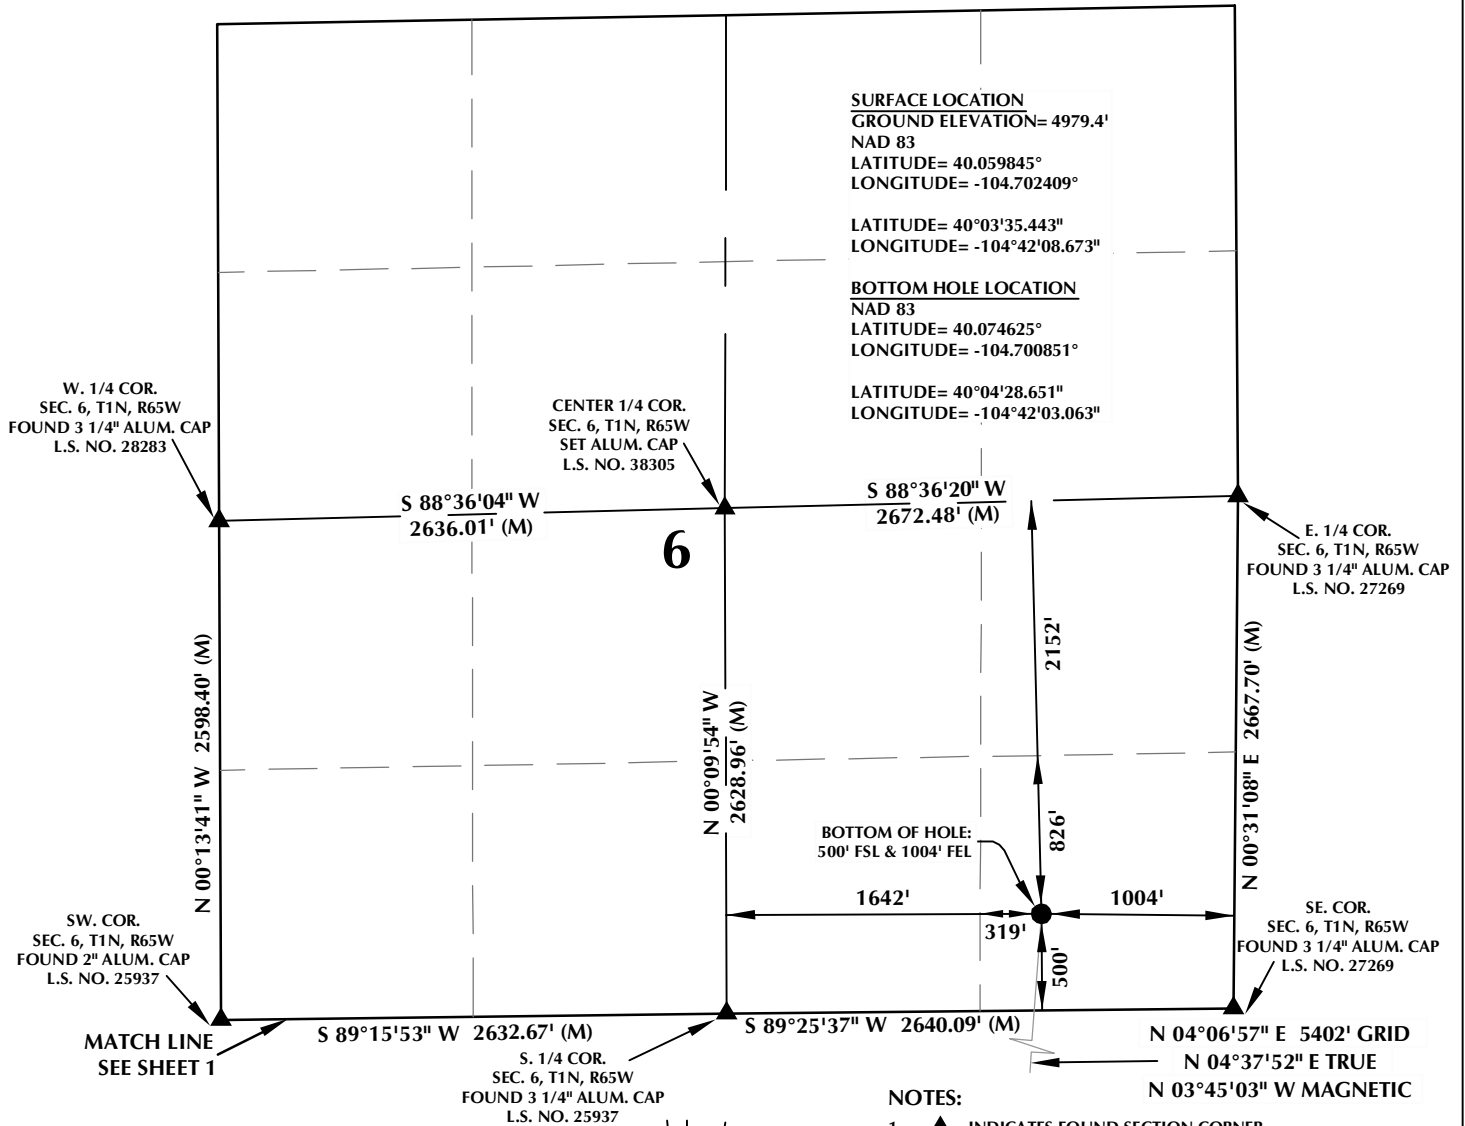 SURFACE LOCATION
GROUND ELEVATION= 4979.4'
NAD 83
LATITUDE= 40.059845°
LONGITUDE= -104.702409°
LATITUDE= 40°03'35.443"
LONGITUDE= -104°42'08.673"
BOTTOM HOLE LOCATION
NAD 83
LATITUDE= 40.074625°
LONGITUDE= -104.700851°
LATITUDE= 40°04'28.651"
LONGITUDE= -104°42'03.063"
W. 1/4 COR.
SEC. 6, T1N, R65W
FOUND 3 1/4" ALUM. CAP
L.S. NO. 28283
CENTER 1/4 COR.
SEC. 6, T1N, R65W
SET ALUM. CAP
L.S. NO. 38305
S 88°36'04" W
2636.01' (M)
S 88°36'20" W
2672.48' (M)
6
E. 1/4 COR.
SEC. 6, T1N, R65W
FOUND 3 1/4" ALUM. CAP
L.S. NO. 27269
N 00°13'41" W 2598.40' (M)
N 00°09'54" W
2628.96' (M)
2152'
N 00°31'08" E 2667.70' (M)
826'
BOTTOM OF HOLE:
500' FSL & 1004' FEL
1642'
319'
1004'
500'
SW. COR.
SEC. 6, T1N, R65W
FOUND 2" ALUM. CAP
L.S. NO. 25937
SE. COR.
SEC. 6, T1N, R65W
FOUND 3 1/4" ALUM. CAP
L.S. NO. 27269
MATCH LINE
SEE SHEET 1
S 89°15'53" W 2632.67' (M)
S 89°25'37" W 2640.09' (M)
S. 1/4 COR.
SEC. 6, T1N, R65W
FOUND 3 1/4" ALUM. CAP
L.S. NO. 25937
N 04°06'57" E 5402' GRID
N 04°37'52" E TRUE
N 03°45'03" W MAGNETIC
NOTES:
1. INDICATES FOUND SECTION CORNER